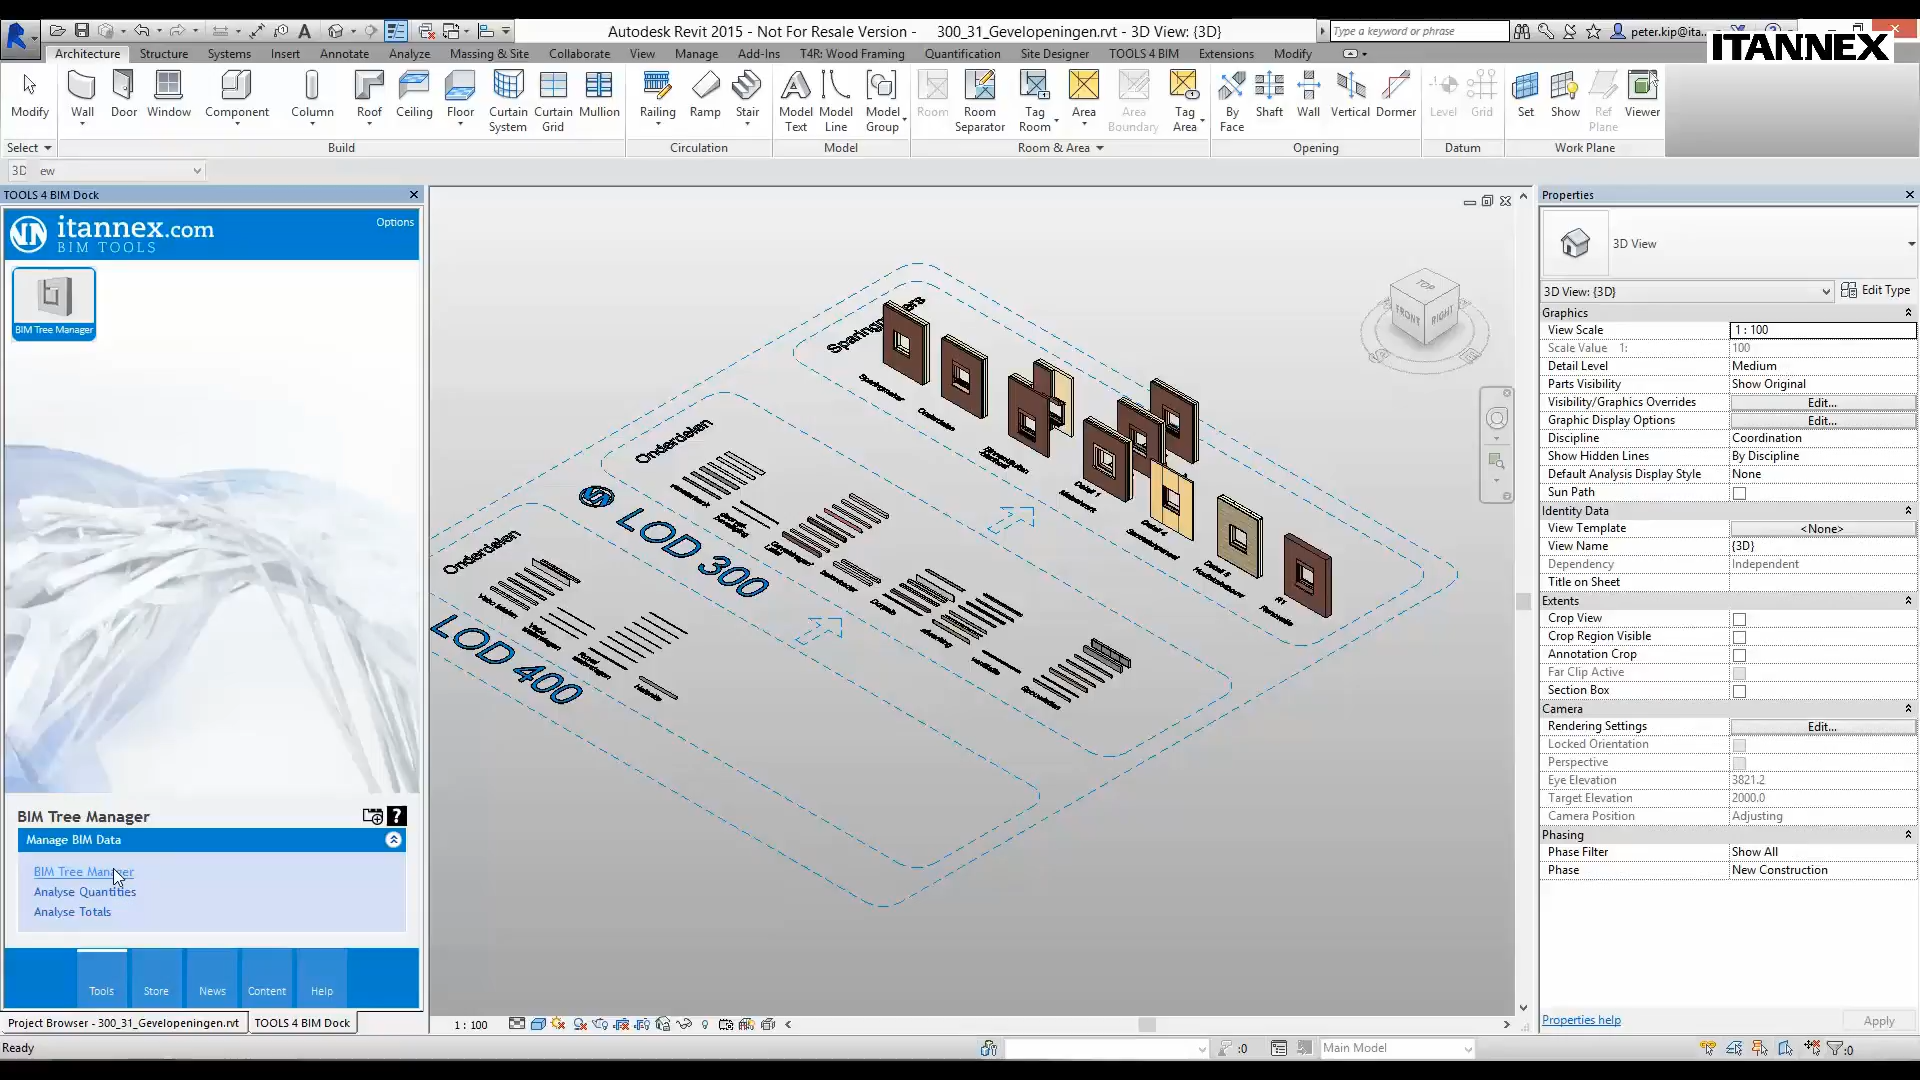 Autodesk Revit 2015 - Not For Resale Version - 300_31_Gevelopeningen.rvt - 3D View: {3D}
Type a keyword or phrase
peter.kip@ita...
ITANNEX
Architecture Structure Systems Insert Annotate Analyze Massing & Site Collaborate View Manage Add-Ins T4R: Wood Framing Quantification Site Designer TOOLS 4 BIM Extensions Modify
Modify Wall Door Window Component Column Roof Ceiling Floor Curtain System Curtain Grid Mullion Railing Ramp Stair Model Text Model Line Model Group Room Room Separator Tag Room Area Area Boundary Tag Area By Face Shaft Wall Vertical Dormer Level Grid Set Show Ref Plane Viewer
Select Build Circulation Model Room & Area Opening Datum Work Plane
3D ew
TOOLS 4 BIM Dock
itannex.com
BIM TOOLS
Options
BIM Tree Manager
BIM Tree Manager
Manage BIM Data
BIM Tree Manager
Analyse Quantities
Analyse Totals
Tools Store News Content Help
Project Browser - 300_31_Gevelopeningen.rvt TOOLS 4 BIM Dock
Ready
Onderdelen
LOD 300
Onderdelen
LOD 400
TOP
FRONT
RIGHT
1 : 100
:0
Main Model
:0
Properties
3D View
3D View: {3D} Edit Type
Graphics
View Scale 1 : 100
Scale Value 1: 100
Detail Level Medium
Parts Visibility Show Original
Visibility/Graphics Overrides Edit...
Graphic Display Options Edit...
Discipline Coordination
Show Hidden Lines By Discipline
Default Analysis Display Style None
Sun Path
Identity Data
View Template <None>
View Name {3D}
Dependency Independent
Title on Sheet
Extents
Crop View
Crop Region Visible
Annotation Crop
Far Clip Active
Section Box
Camera
Rendering Settings Edit...
Locked Orientation
Perspective
Eye Elevation 3821.2
Target Elevation 2000.0
Camera Position Adjusting
Phasing
Phase Filter Show All
Phase New Construction
Properties help Apply